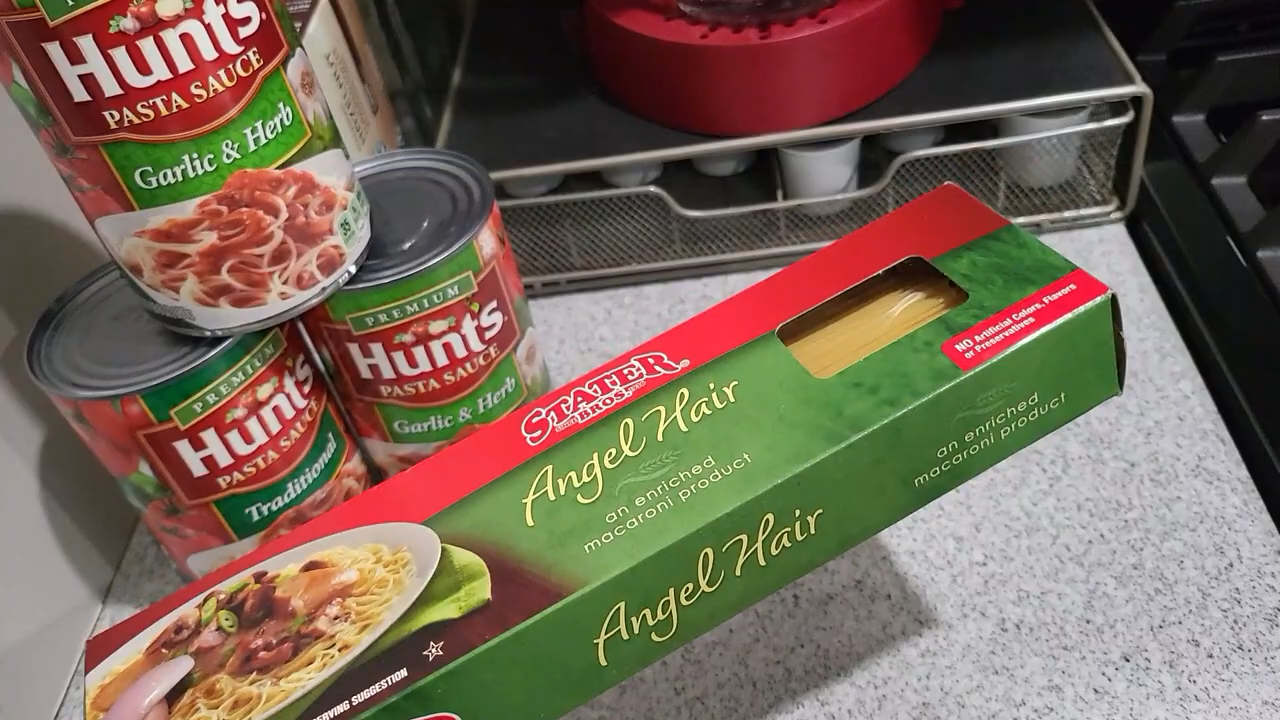 Hunt's
PASTA SAUCE
Garlic & Herb
35
PREMIUM
Hunt's
PASTA SAUCE
Garlic & Herb
PREMIUM
Hunt's
PASTA SAUCE
Traditional
STATER
BROS.
Angel Hair
an enriched
macaroni product
NO Artificial Colors, Flavors
or Preservatives
an enriched
macaroni product
Angel Hair
SERVING SUGGESTION